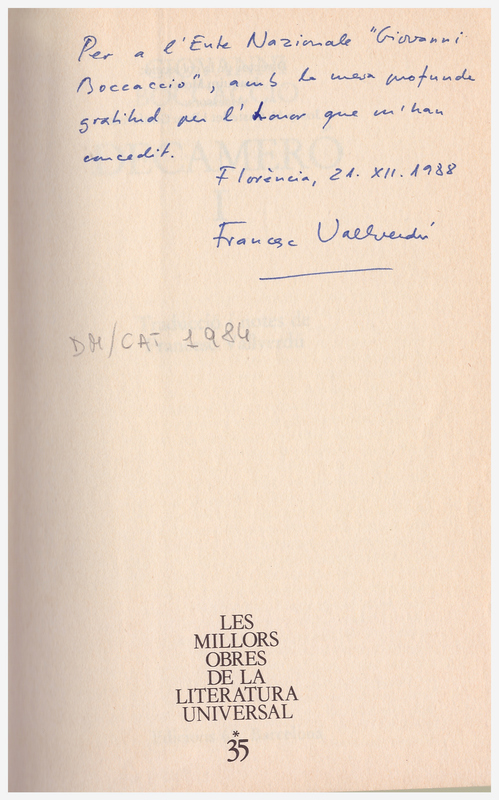 Per a l'Ente Nazionale "Giovanni
Boccaccio", amb la meva profunda
gratitud per l'honor que m'han
concedit.
Florència, 21. XII. 1988
Francesc Vallverdú
DM/CAT 1984
LES
MILLORS
OBRES
DE LA
LITERATURA
UNIVERSAL
*
35